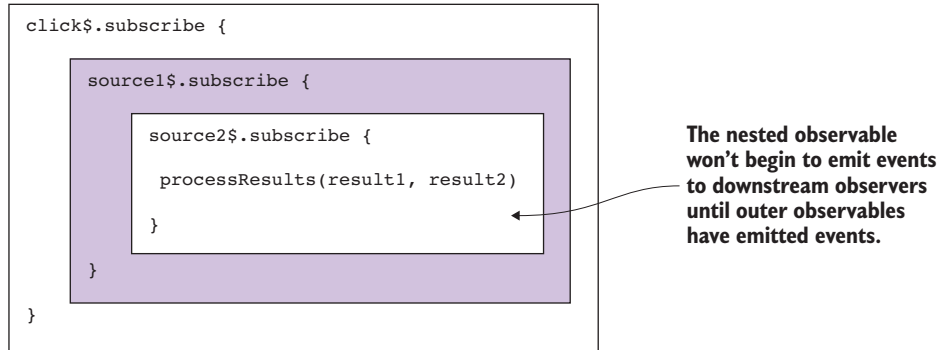 click$.subscribe {
source1$.subscribe {
source2$.subscribe {
processResults(result1, result2)
}
}
}
The nested observable
won’t begin to emit events
to downstream observers
until outer observables
have emitted events.